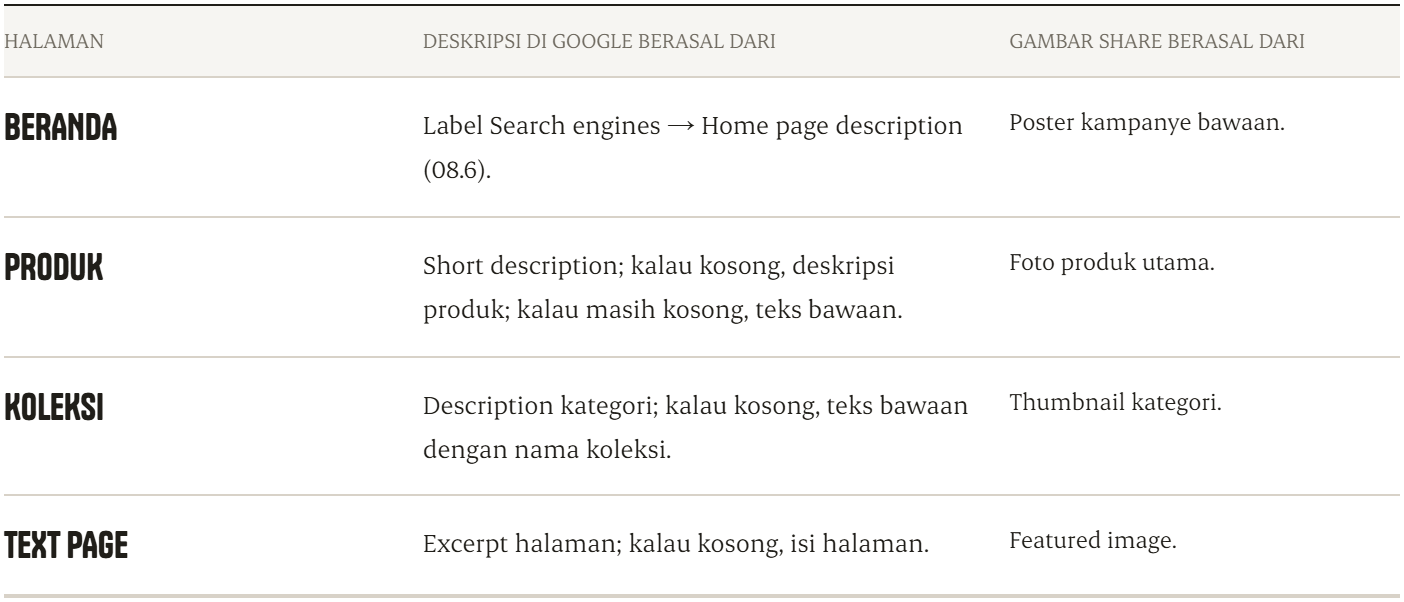 HALAMAN
DESKRIPSI DI GOOGLE BERASAL DARI
GAMBAR SHARE BERASAL DARI
BERANDA
Label Search engines → Home page description
(08.6).
Poster kampanye bawaan.
PRODUK
Short description; kalau kosong, deskripsi
produk; kalau masih kosong, teks bawaan.
Foto produk utama.
KOLEKSI
Description kategori; kalau kosong, teks bawaan
dengan nama koleksi.
Thumbnail kategori.
TEXT PAGE
Excerpt halaman; kalau kosong, isi halaman.
Featured image.